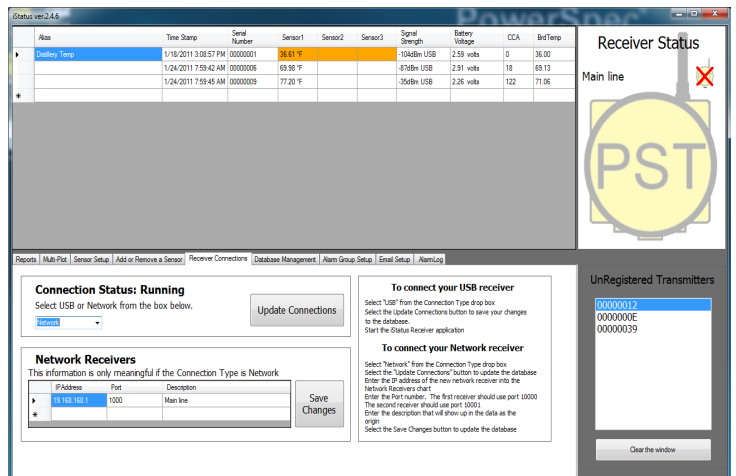 iStatus ver.2.4.6
PowerSpec
Alias Time Stamp Serial Number Sensor1 Sensor2 Sensor3 Signal Strength Battery Voltage CCA BrdTemp
Distillery Temp 1/18/2011 3:08:57 PM 00000001 36.61 °F -104dBm USB 2.59 volts 0 36.00
1/24/2011 7:59:42 AM 00000006 69.98 °F -87dBm USB 2.91 volts 18 69.13
1/24/2011 7:59:45 AM 00000009 77.20 °F -35dBm USB 2.26 volts 122 71.06
Receiver Status
Main line
PST
Reports Multi-Plot Sensor Setup Add or Remove a Sensor Receiver Connections Database Management Alarm Group Setup Email Setup AlarmLog
Connection Status: Running
Select USB or Network from the box below.
Network
Update Connections
Network Receivers
This information is only meaningful if the Connection Type is Network
IPAddress Port Description
19.168.168.1 1000 Main line
Save
Changes
To connect your USB receiver
Select "USB" from the Connection Type drop box
Select the Update Connections button to save your changes
to the database.
Start the iStatus Receiver application
To connect your Network receiver
Select "Network" from the Connection Type drop box
Select the "Update Connections" button to update the database
Enter the IP address of the new network receiver into the
Network Receivers chart
Enter the Port number. The first receiver should use port 10000
The second receiver should use port 10001
Enter the description that will show up in the data as the
origin
Select the Save Changes button to update the database
UnRegistered Transmitters
00000012
0000000E
00000039
Clear the window